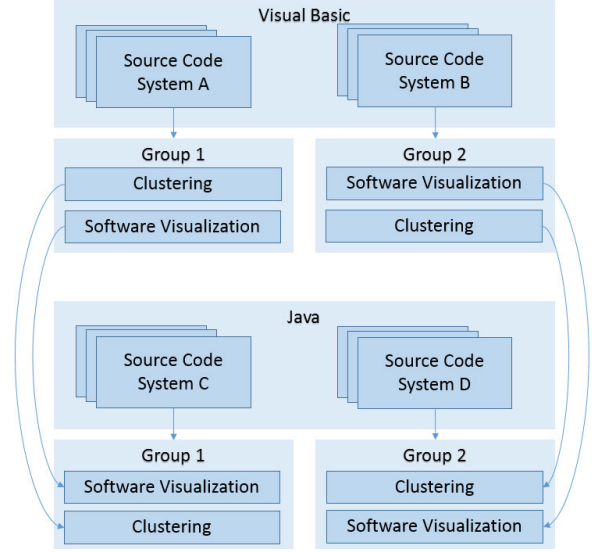 Visual Basic
Source Code
System A
Source Code
System B
Group 1
Clustering
Software Visualization
Group 2
Software Visualization
Clustering
Java
Source Code
System C
Source Code
System D
Group 1
Software Visualization
Clustering
Group 2
Clustering
Software Visualization